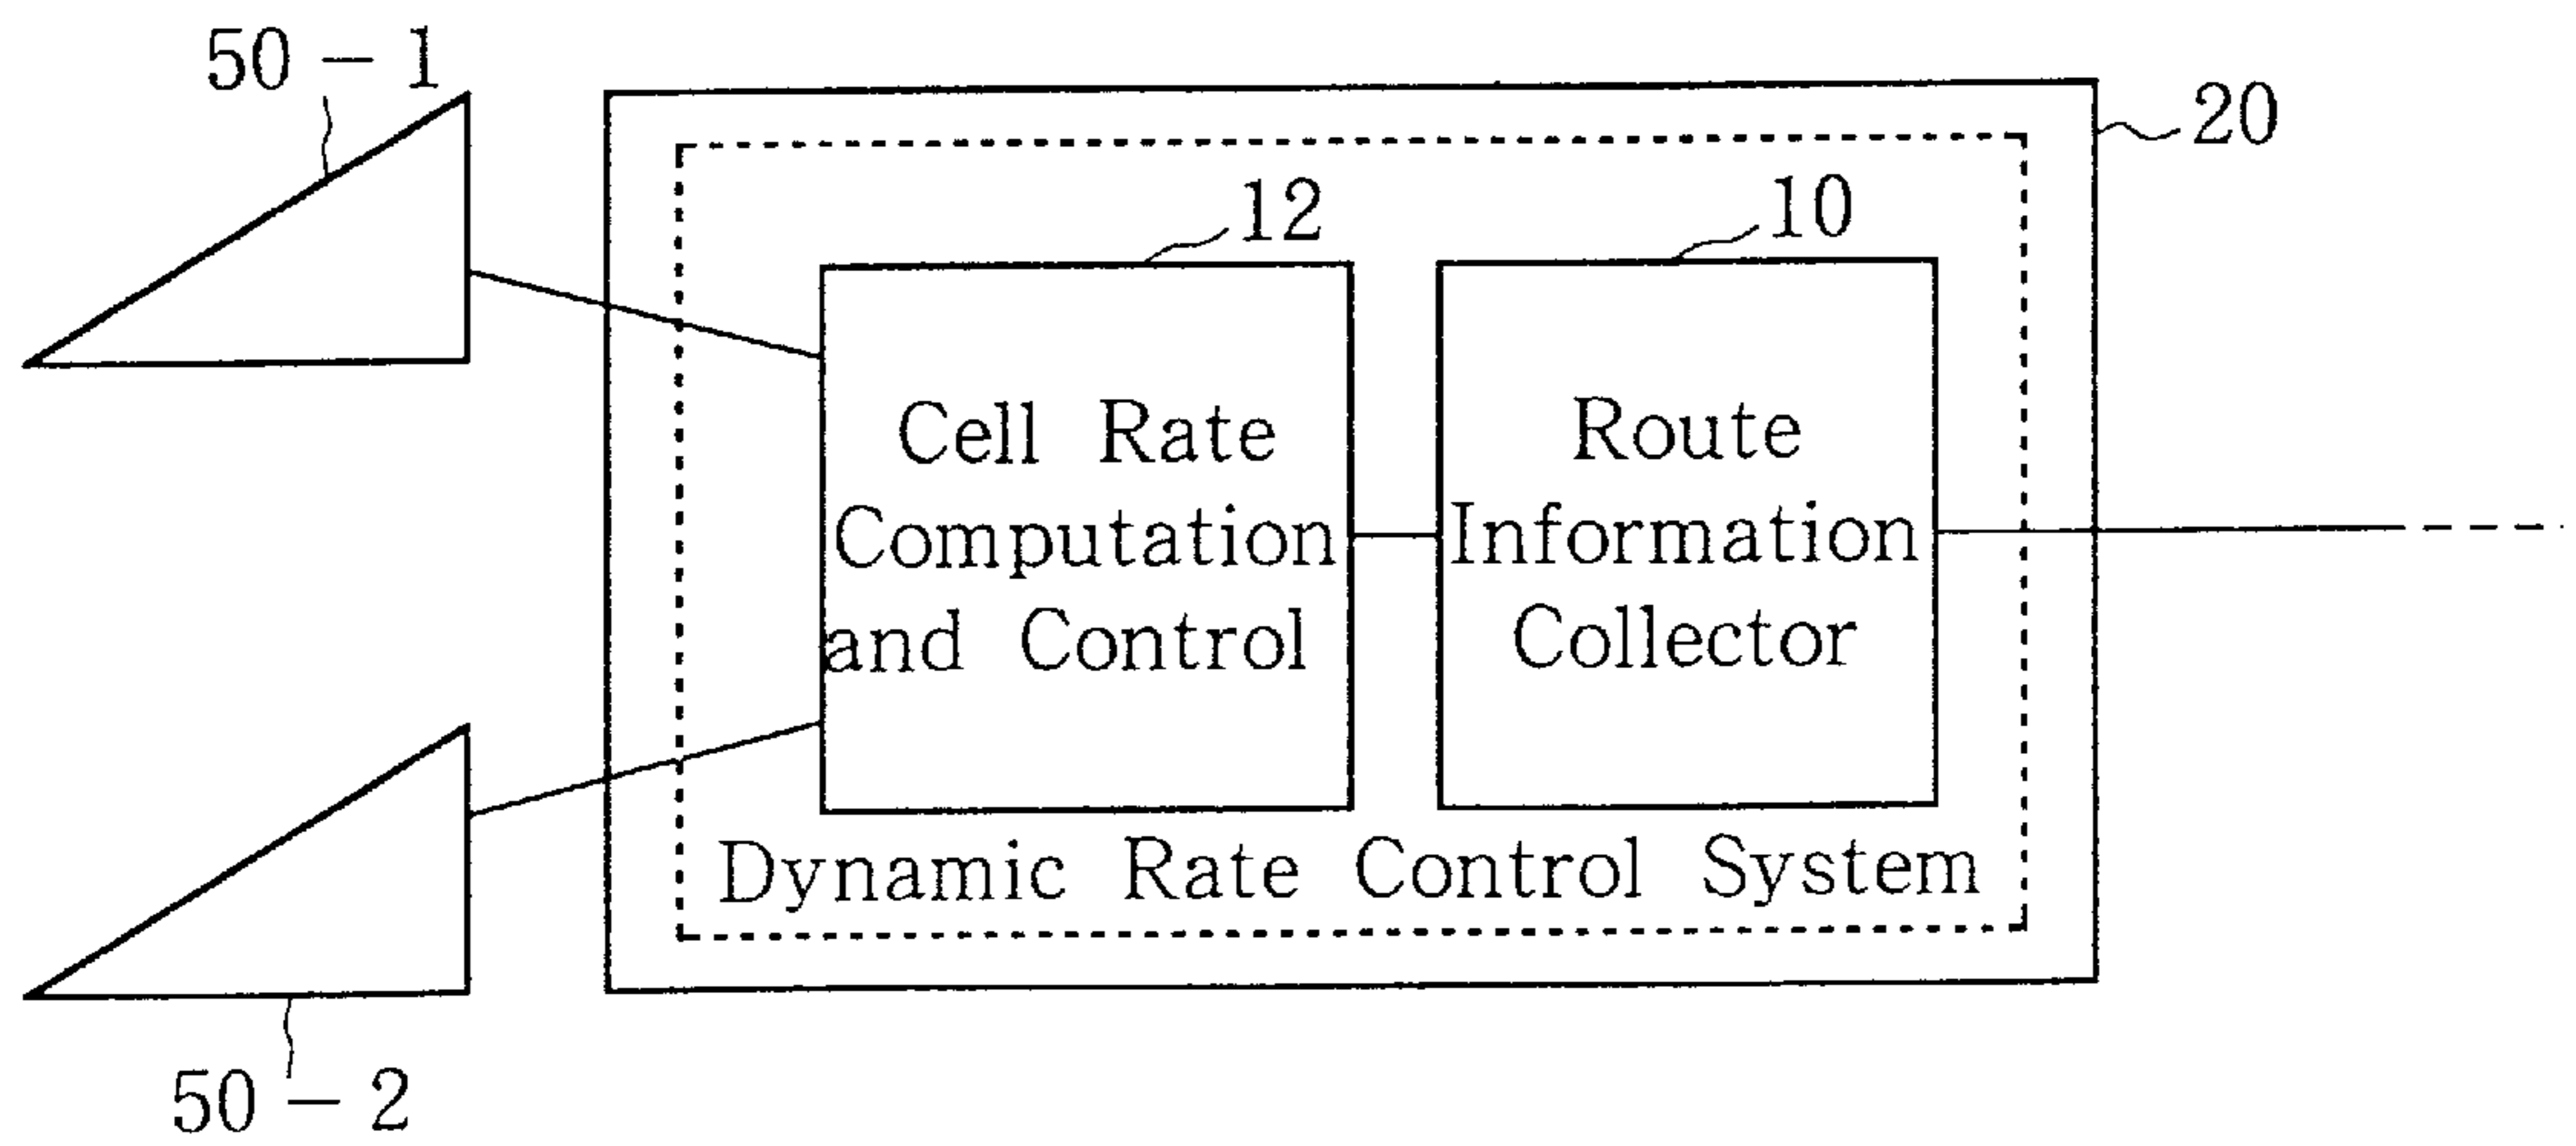 50-1
20
12
10
Cell Rate
Computation
and Control
Route
Information
Collector
Dynamic Rate Control System
50-2